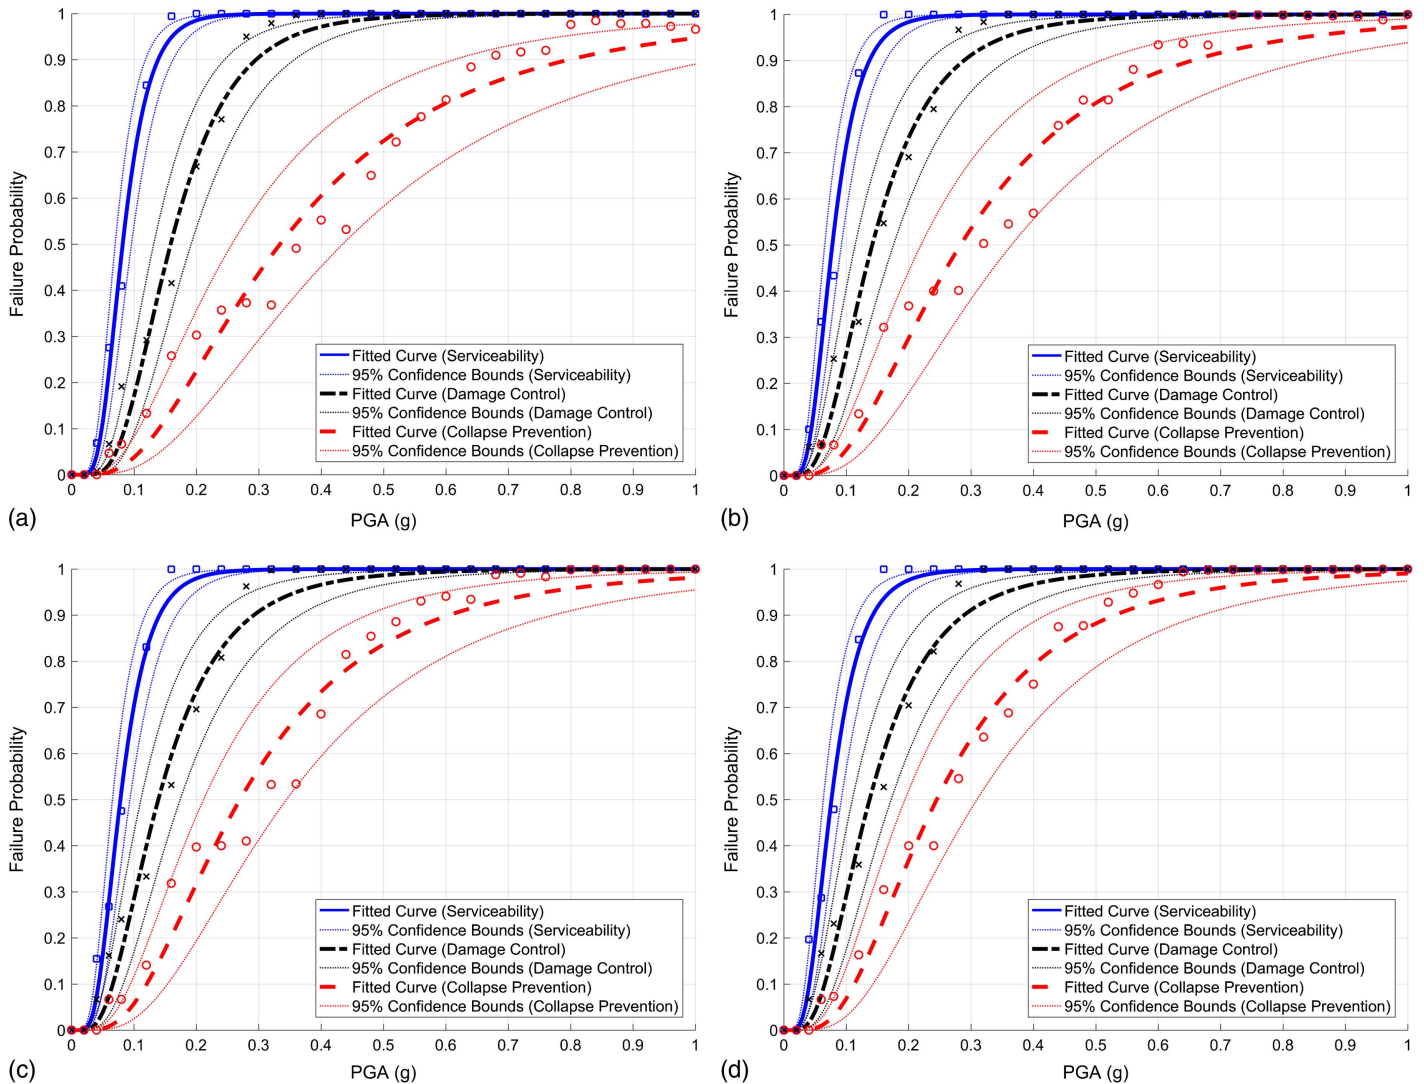 1
0.9
0.8
0.7
0.6
0.5
0.4
0.3
0.2
0.1
0
Failure Probability
Fitted Curve (Serviceability)
95% Confidence Bounds (Serviceability)
Fitted Curve (Damage Control)
95% Confidence Bounds (Damage Control)
Fitted Curve (Collapse Prevention)
95% Confidence Bounds (Collapse Prevention)
0 0.1 0.2 0.3 0.4 0.5 0.6 0.7 0.8 0.9 1
PGA (g)
(a)
1
0.9
0.8
0.7
0.6
0.5
0.4
0.3
0.2
0.1
0
Failure Probability
Fitted Curve (Serviceability)
95% Confidence Bounds (Serviceability)
Fitted Curve (Damage Control)
95% Confidence Bounds (Damage Control)
Fitted Curve (Collapse Prevention)
95% Confidence Bounds (Collapse Prevention)
0 0.1 0.2 0.3 0.4 0.5 0.6 0.7 0.8 0.9 1
PGA (g)
(b)
1
0.9
0.8
0.7
0.6
0.5
0.4
0.3
0.2
0.1
0
Failure Probability
Fitted Curve (Serviceability)
95% Confidence Bounds (Serviceability)
Fitted Curve (Damage Control)
95% Confidence Bounds (Damage Control)
Fitted Curve (Collapse Prevention)
95% Confidence Bounds (Collapse Prevention)
0 0.1 0.2 0.3 0.4 0.5 0.6 0.7 0.8 0.9 1
PGA (g)
(c)
1
0.9
0.8
0.7
0.6
0.5
0.4
0.3
0.2
0.1
0
Failure Probability
Fitted Curve (Serviceability)
95% Confidence Bounds (Serviceability)
Fitted Curve (Damage Control)
95% Confidence Bounds (Damage Control)
Fitted Curve (Collapse Prevention)
95% Confidence Bounds (Collapse Prevention)
0 0.1 0.2 0.3 0.4 0.5 0.6 0.7 0.8 0.9 1
PGA (g)
(d)